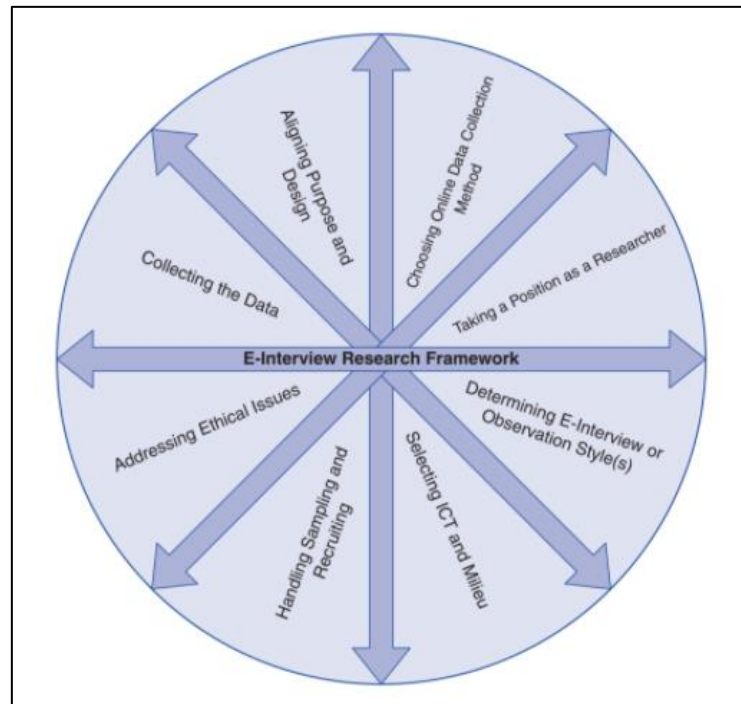 Aligning Purpose and
Design
Choosing Online Data Collection
Method
Taking a Position as a Researcher
Determining E-Interview or
Observation Style(s)
Selecting ICT and Milieu
Handling Sampling and
Recruiting
Addressing Ethical Issues
Collecting the Data
E-Interview Research Framework